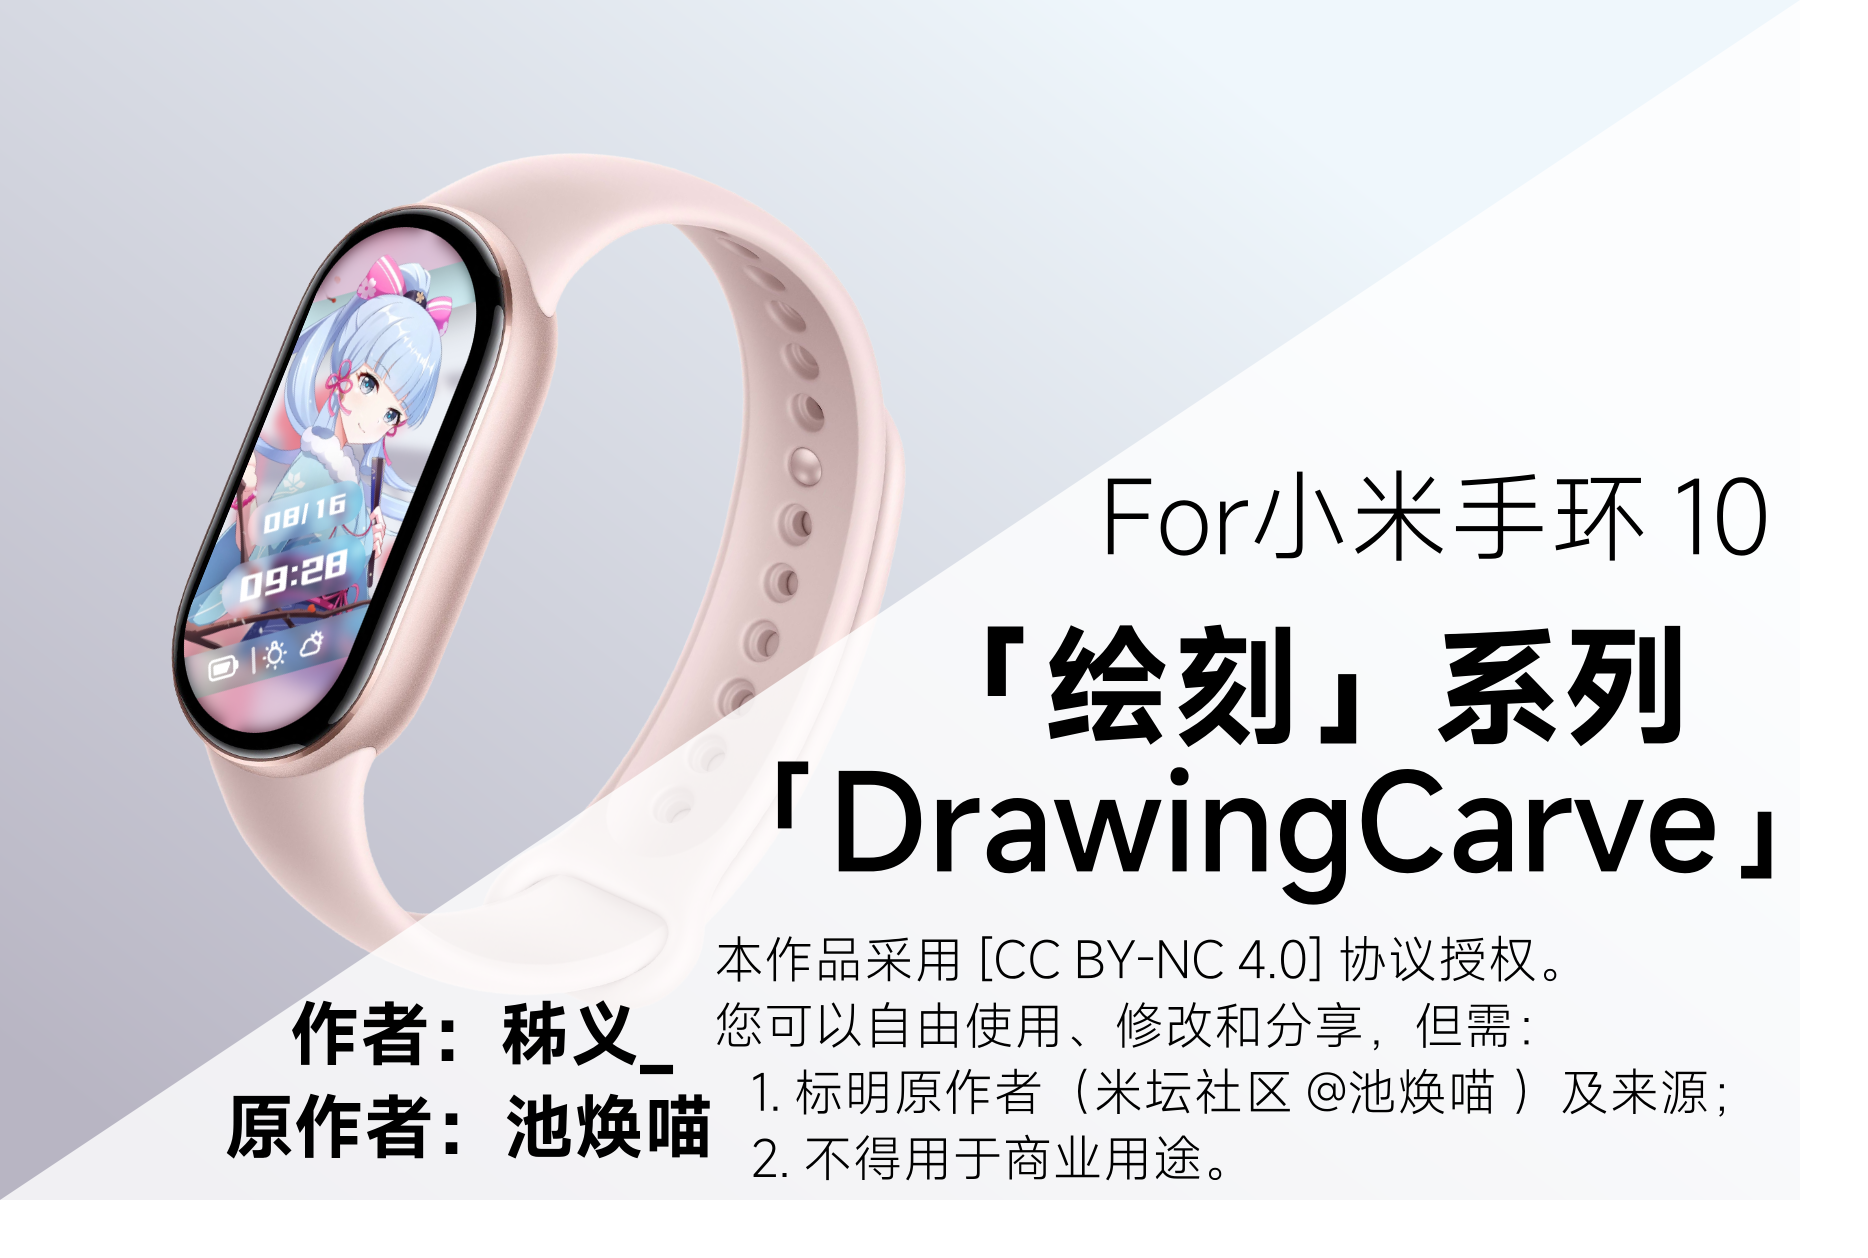 08/16
09:28
For小米手环 10
「绘刻」系列
「DrawingCarve」
本作品采用 [CC BY-NC 4.0] 协议授权。
您可以自由使用、修改和分享，但需：
1. 标明原作者（米坛社区 @池焕喵 ）及来源；
2. 不得用于商业用途。
作者：秭义_
原作者：池焕喵